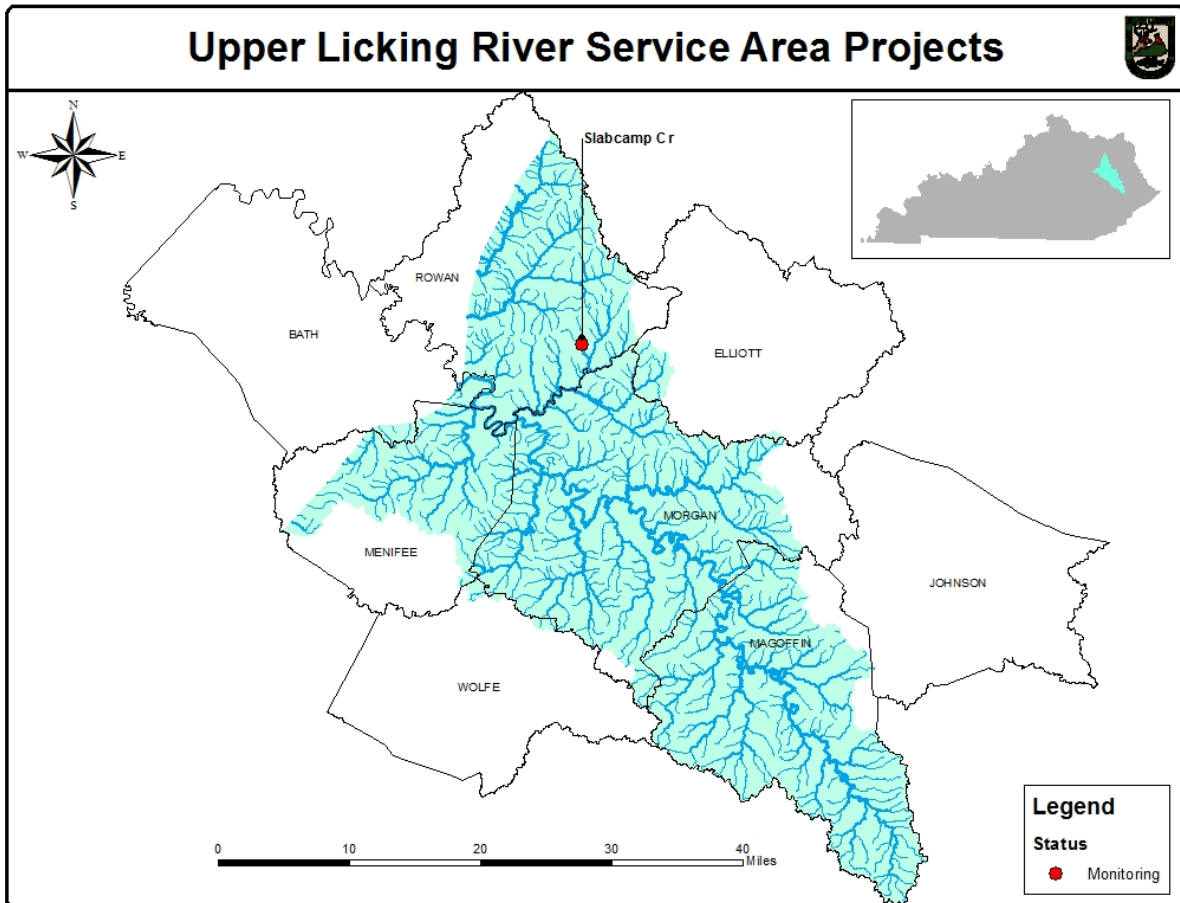 Upper Licking River Service Area Projects
N
W
E
S
Slabcamp Cr
ROWAN
BATH
ELLIOTT
MORGAN
MENIFEE
JOHNSON
MAGOFFIN
WOLFE
0 10 20 30 40
Miles
Legend
Status
Monitoring